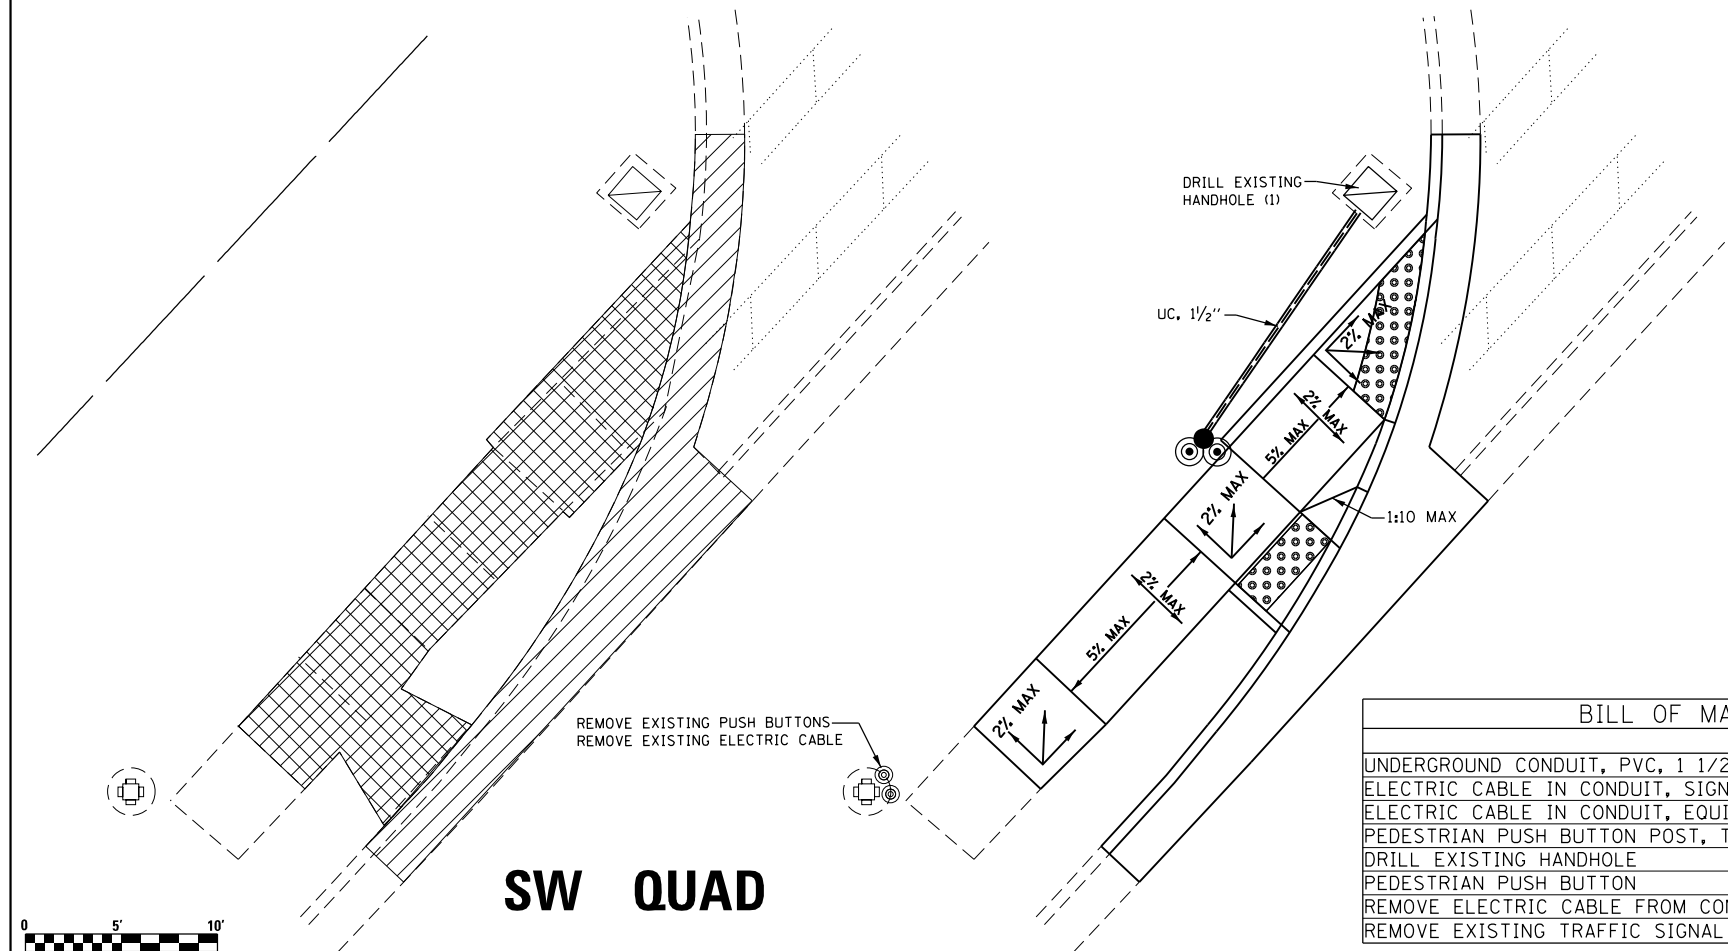 DRILL EXISTING
HANDHOLE (1)
UC, 1½"
2% MAX
2% MAX
5% MAX
2% MAX
1:10 MAX
2% MAX
5% MAX
2% MAX
REMOVE EXISTING PUSH BUTTONS
REMOVE EXISTING ELECTRIC CABLE
SW QUAD
0 5' 10'
BILL OF MA
UNDERGROUND CONDUIT, PVC, 1 1/2
ELECTRIC CABLE IN CONDUIT, SIGN
ELECTRIC CABLE IN CONDUIT, EQUI
PEDESTRIAN PUSH BUTTON POST, T
DRILL EXISTING HANDHOLE
PEDESTRIAN PUSH BUTTON
REMOVE ELECTRIC CABLE FROM CON
REMOVE EXISTING TRAFFIC SIGNAL